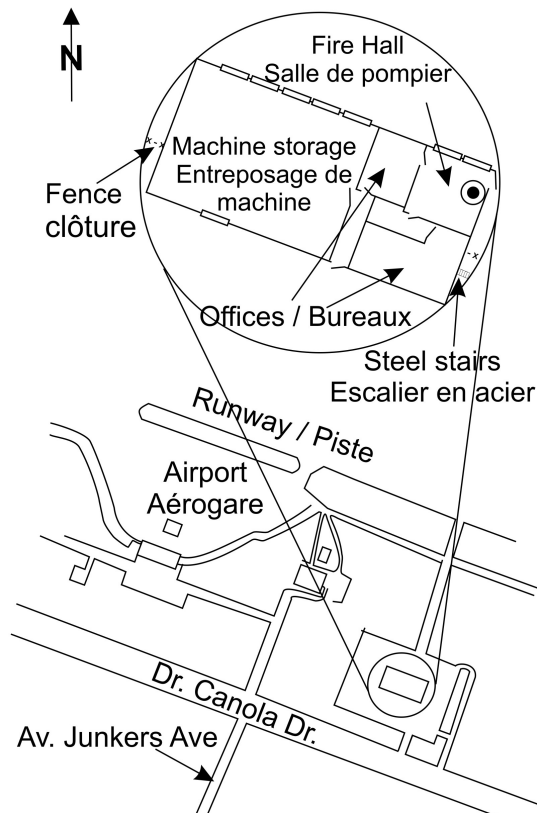 N
Fire Hall
Salle de pompier
Machine storage
Entreposage de
machine
Fence
clôture
Offices / Bureaux
Steel stairs
Escalier en acier
Runway / Piste
Airport
Aérogare
Dr. Canola Dr.
Av. Junkers Ave